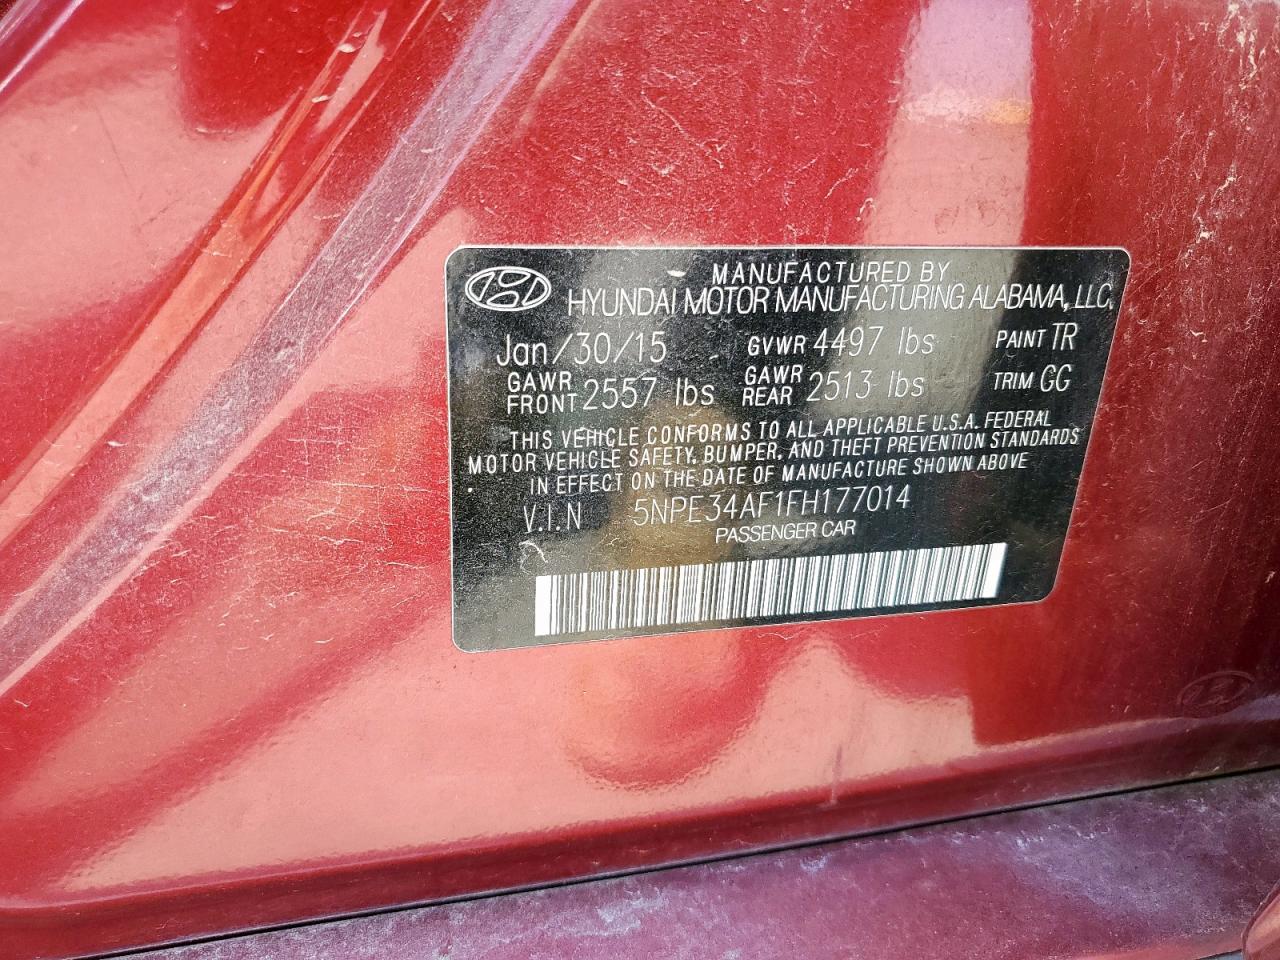 MANUFACTURED BY
HYUNDAI MOTOR MANUFACTURING ALABAMA, LLC.
Jan/30/15 GVWR 4497 lbs PAINT TR
GAWR FRONT 2557 lbs GAWR REAR 2513 lbs TRIM GG
THIS VEHICLE CONFORMS TO ALL APPLICABLE U.S.A. FEDERAL
MOTOR VEHICLE SAFETY, BUMPER, AND THEFT PREVENTION STANDARDS
IN EFFECT ON THE DATE OF MANUFACTURE SHOWN ABOVE
V.I.N 5NPE34AF1FH177014
PASSENGER CAR